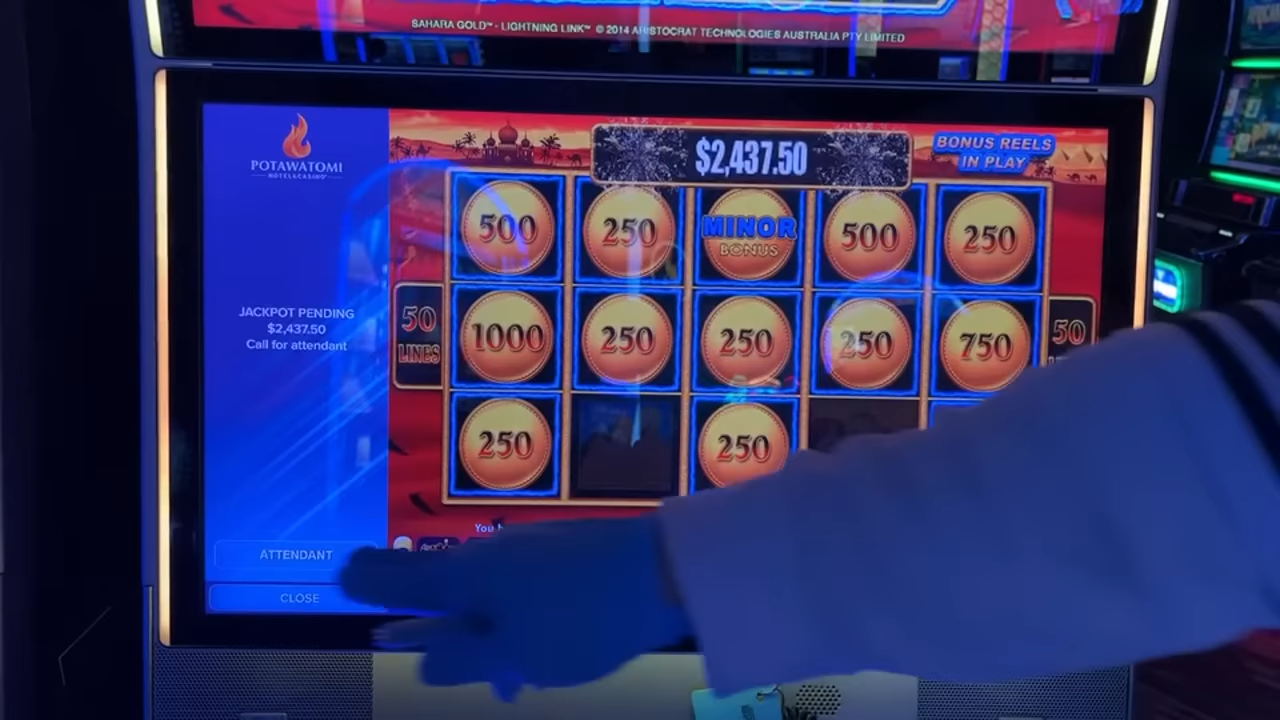 SAHARA GOLD™ - LIGHTNING LINK™ © 2014 ARISTOCRAT TECHNOLOGIES AUSTRALIA PTY LIMITED
POTAWATOMI
HOTEL & CASINO
$2,437.50
BONUS REELS
IN PLAY
500
250
MINOR
BONUS
500
250
JACKPOT PENDING
$2,437.50
Call for attendant
50
LINES
1000
250
250
250
750
50
250
250
You
ATTENDANT
CLOSE